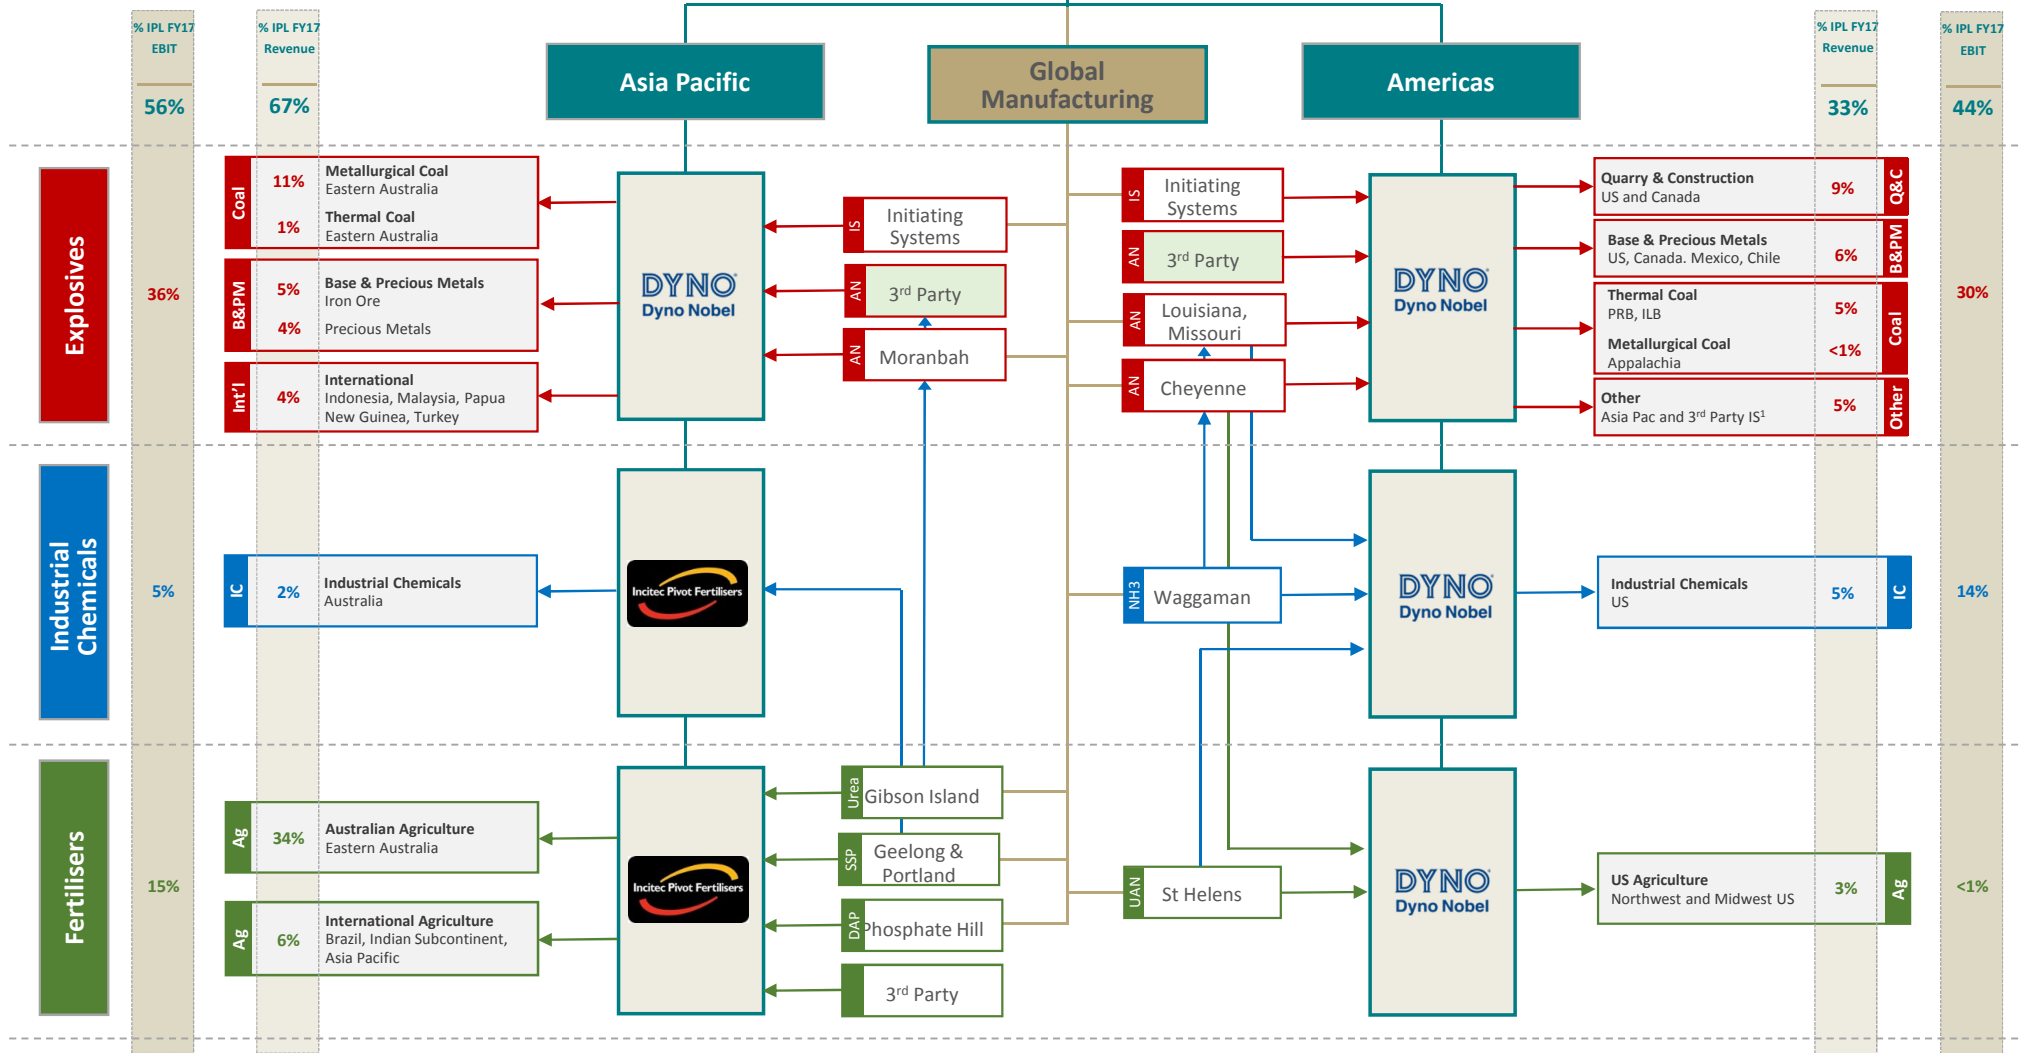 % IPL FY17
EBIT
56%
% IPL FY17
Revenue
67%
Asia Pacific
Global
Manufacturing
Americas
% IPL FY17
Revenue
33%
% IPL FY17
EBIT
44%
Explosives
36%
Coal
11%
Metallurgical Coal
Eastern Australia
1%
Thermal Coal
Eastern Australia
B&PM
5%
Base & Precious Metals
Iron Ore
4%
Precious Metals
Int'l
4%
International
Indonesia, Malaysia, Papua
New Guinea, Turkey
DYNO
Dyno Nobel
IS
Initiating
Systems
AN
3rd Party
AN
Moranbah
IS
Initiating
Systems
AN
3rd Party
AN
Louisiana,
Missouri
AN
Cheyenne
DYNO
Dyno Nobel
Quarry & Construction
US and Canada
9%
Q&C
Base & Precious Metals
US, Canada. Mexico, Chile
6%
B&PM
Thermal Coal
PRB, ILB
5%
Metallurgical Coal
Appalachia
<1%
Coal
Other
Asia Pac and 3rd Party IS1
5%
Other
30%
Industrial
Chemicals
5%
IC
2%
Industrial Chemicals
Australia
Incitec Pivot Fertilisers
NH3
Waggaman
DYNO
Dyno Nobel
Industrial Chemicals
US
5%
IC
14%
Fertilisers
15%
Ag
34%
Australian Agriculture
Eastern Australia
Ag
6%
International Agriculture
Brazil, Indian Subcontinent,
Asia Pacific
Incitec Pivot Fertilisers
Urea
Gibson Island
SSP
Geelong &
Portland
DAP
Phosphate Hill
3rd Party
UAN
St Helens
DYNO
Dyno Nobel
US Agriculture
Northwest and Midwest US
3%
Ag
<1%